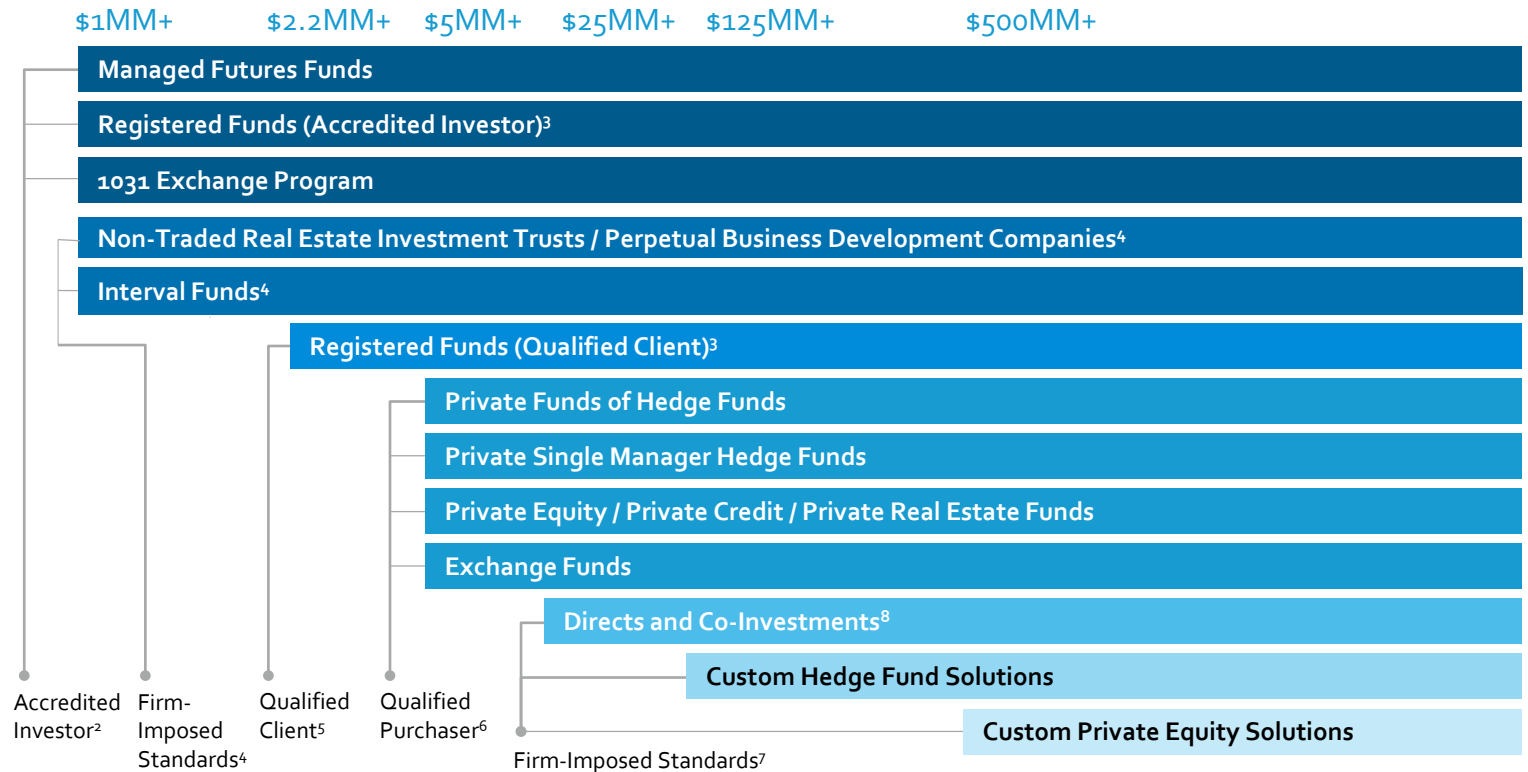 $1MM+ $2.2MM+ $5MM+ $25MM+ $125MM+ $500MM+
Managed Futures Funds
Registered Funds (Accredited Investor)³
1031 Exchange Program
Non-Traded Real Estate Investment Trusts / Perpetual Business Development Companies⁴
Interval Funds⁴
Registered Funds (Qualified Client)³
Private Funds of Hedge Funds
Private Single Manager Hedge Funds
Private Equity / Private Credit / Private Real Estate Funds
Exchange Funds
Directs and Co-Investments⁸
Custom Hedge Fund Solutions
Custom Private Equity Solutions
Accredited
Investor²
Firm-
Imposed
Standards⁴
Qualified
Client⁵
Qualified
Purchaser⁶
Firm-Imposed Standards⁷